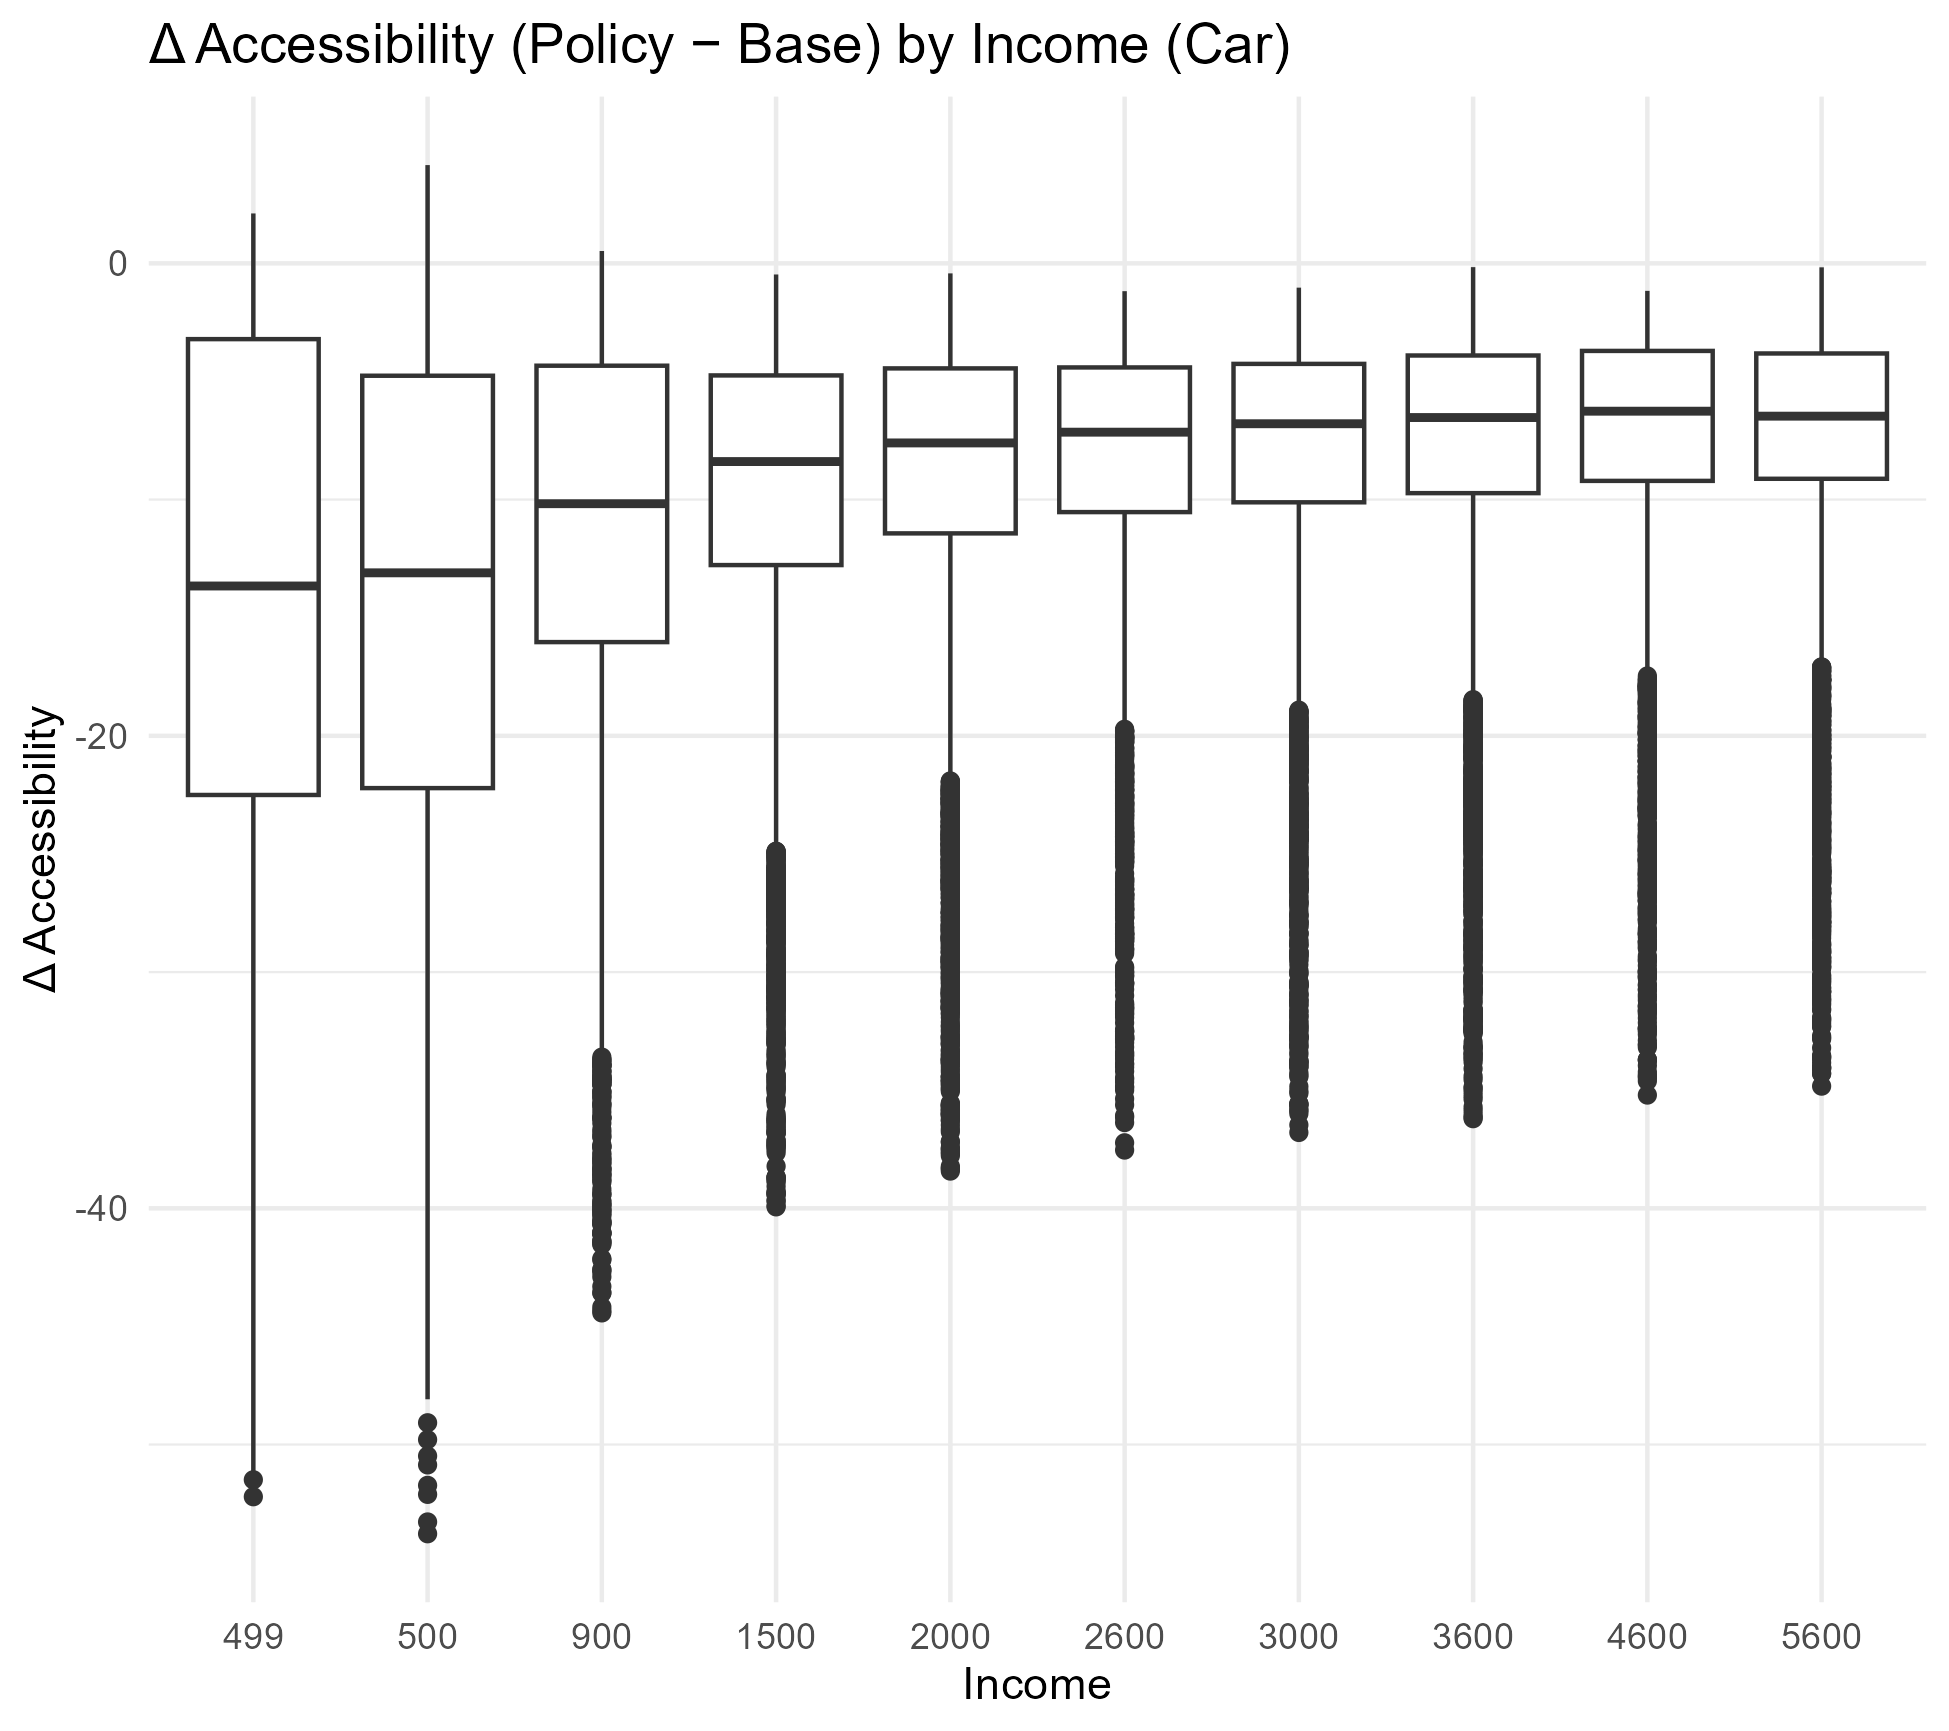 Δ Accessibility (Policy − Base) by Income (Car)
Δ Accessibility
0
-20
-40
499 500 900 1500 2000 2600 3000 3600 4600 5600
Income